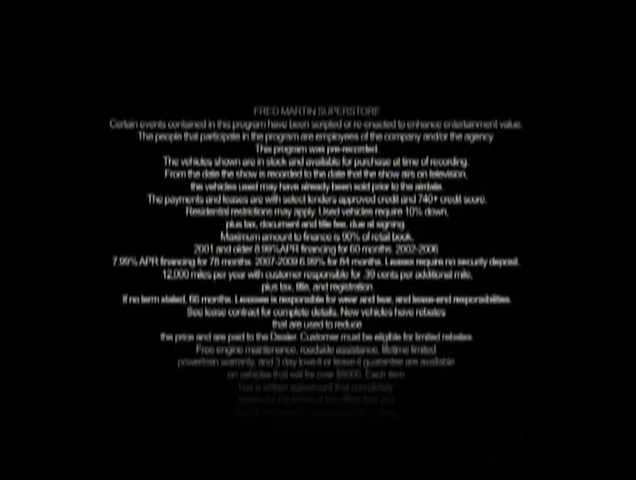 FRED MARTIN SUPERSTORE
Certain events contained in this program have been scripted or re-enacted to enhance entertainment value.
The people that participate in the program are employees of the company and/or the agency.
This program was pre-recorded.
The vehicles shown are in stock and available for purchase at time of recording.
From the date the show is recorded to the date that the show airs on television,
the vehicles used may have already been sold prior to the airdate.
The payments and leases are with select lenders approved credit and 740+ credit score.
Residential restrictions may apply. Used vehicles require 10% down,
plus tax, document and title fee, due at signing.
Maximum amount to finance is 90% of retail book.
2001 and older 8.99%APR financing for 60 months. 2002-2006
7.99% APR financing for 78 months. 2007-2009 6.99% for 84 months. Leases require no security deposit.
12,000 miles per year with customer responsible for .39 cents per additional mile,
plus tax, title, and registration.
If no term stated, 66 months. Leasee is responsible for wear and tear, and lease-end responsibilities.
See lease contract for complete details. New vehicles have rebates
that are used to reduce
the price and are paid to the Dealer. Customer must be eligible for limited rebates.
Free engine maintenance, roadside assistance, lifetime limited
powertrain warranty, and 3 day love it or leave it guarantee are available
on vehicles that sell for over $6000. Each item
has a written agreement that completely